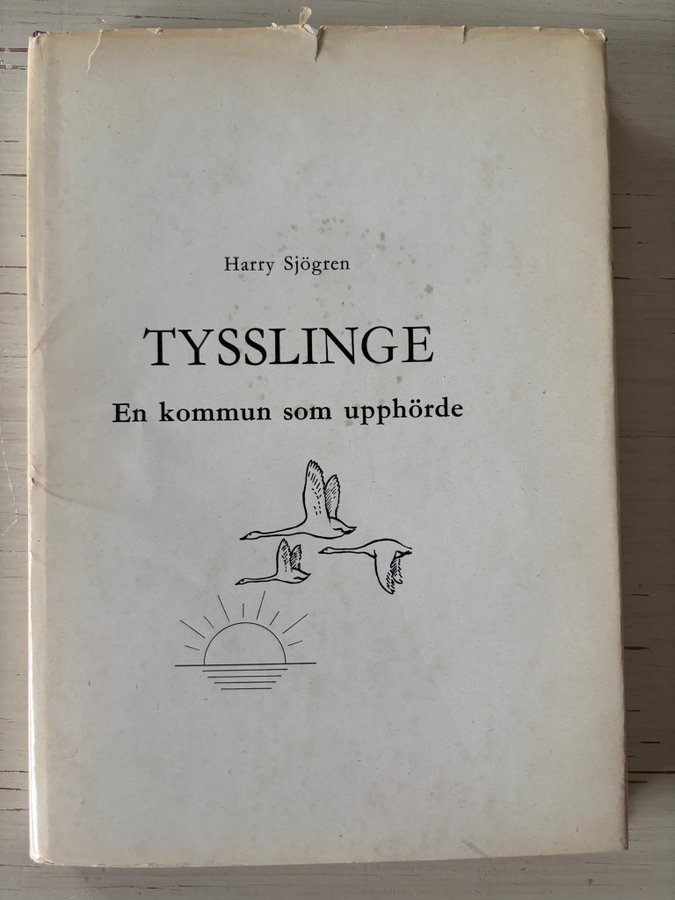 Harry Sjögren
TYSSLINGE
En kommun som upphörde